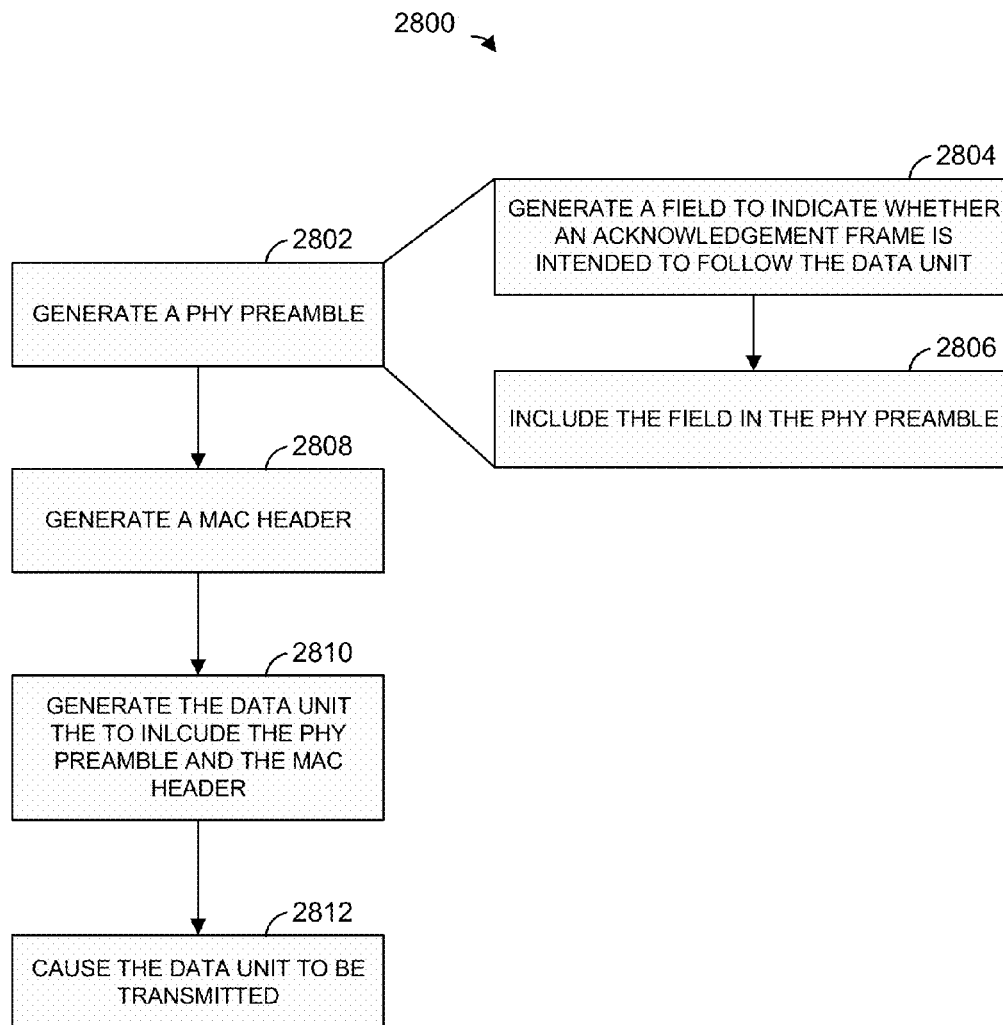 2800
2804
GENERATE A FIELD TO INDICATE WHETHER
AN ACKNOWLEDGEMENT FRAME IS
INTENDED TO FOLLOW THE DATA UNIT
2802
GENERATE A PHY PREAMBLE
2806
INCLUDE THE FIELD IN THE PHY PREAMBLE
2808
GENERATE A MAC HEADER
2810
GENERATE THE DATA UNIT
THE TO INLCUDE THE PHY
PREAMBLE AND THE MAC
HEADER
2812
CAUSE THE DATA UNIT TO BE
TRANSMITTED